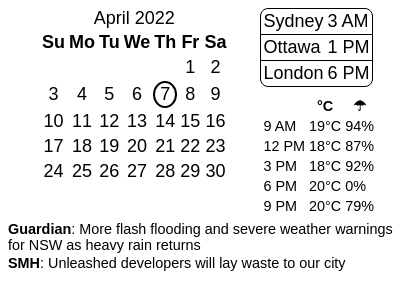 April 2022
Su Mo Tu We Th Fr Sa
1 2
3 4 5 6 7 8 9
10 11 12 13 14 15 16
17 18 19 20 21 22 23
24 25 26 27 28 29 30
Sydney 3 AM
Ottawa 1 PM
London 6 PM
°C ☂
9 AM 19°C 94%
12 PM 18°C 87%
3 PM 18°C 92%
6 PM 20°C 0%
9 PM 20°C 79%
Guardian: More flash flooding and severe weather warnings
for NSW as heavy rain returns
SMH: Unleashed developers will lay waste to our city